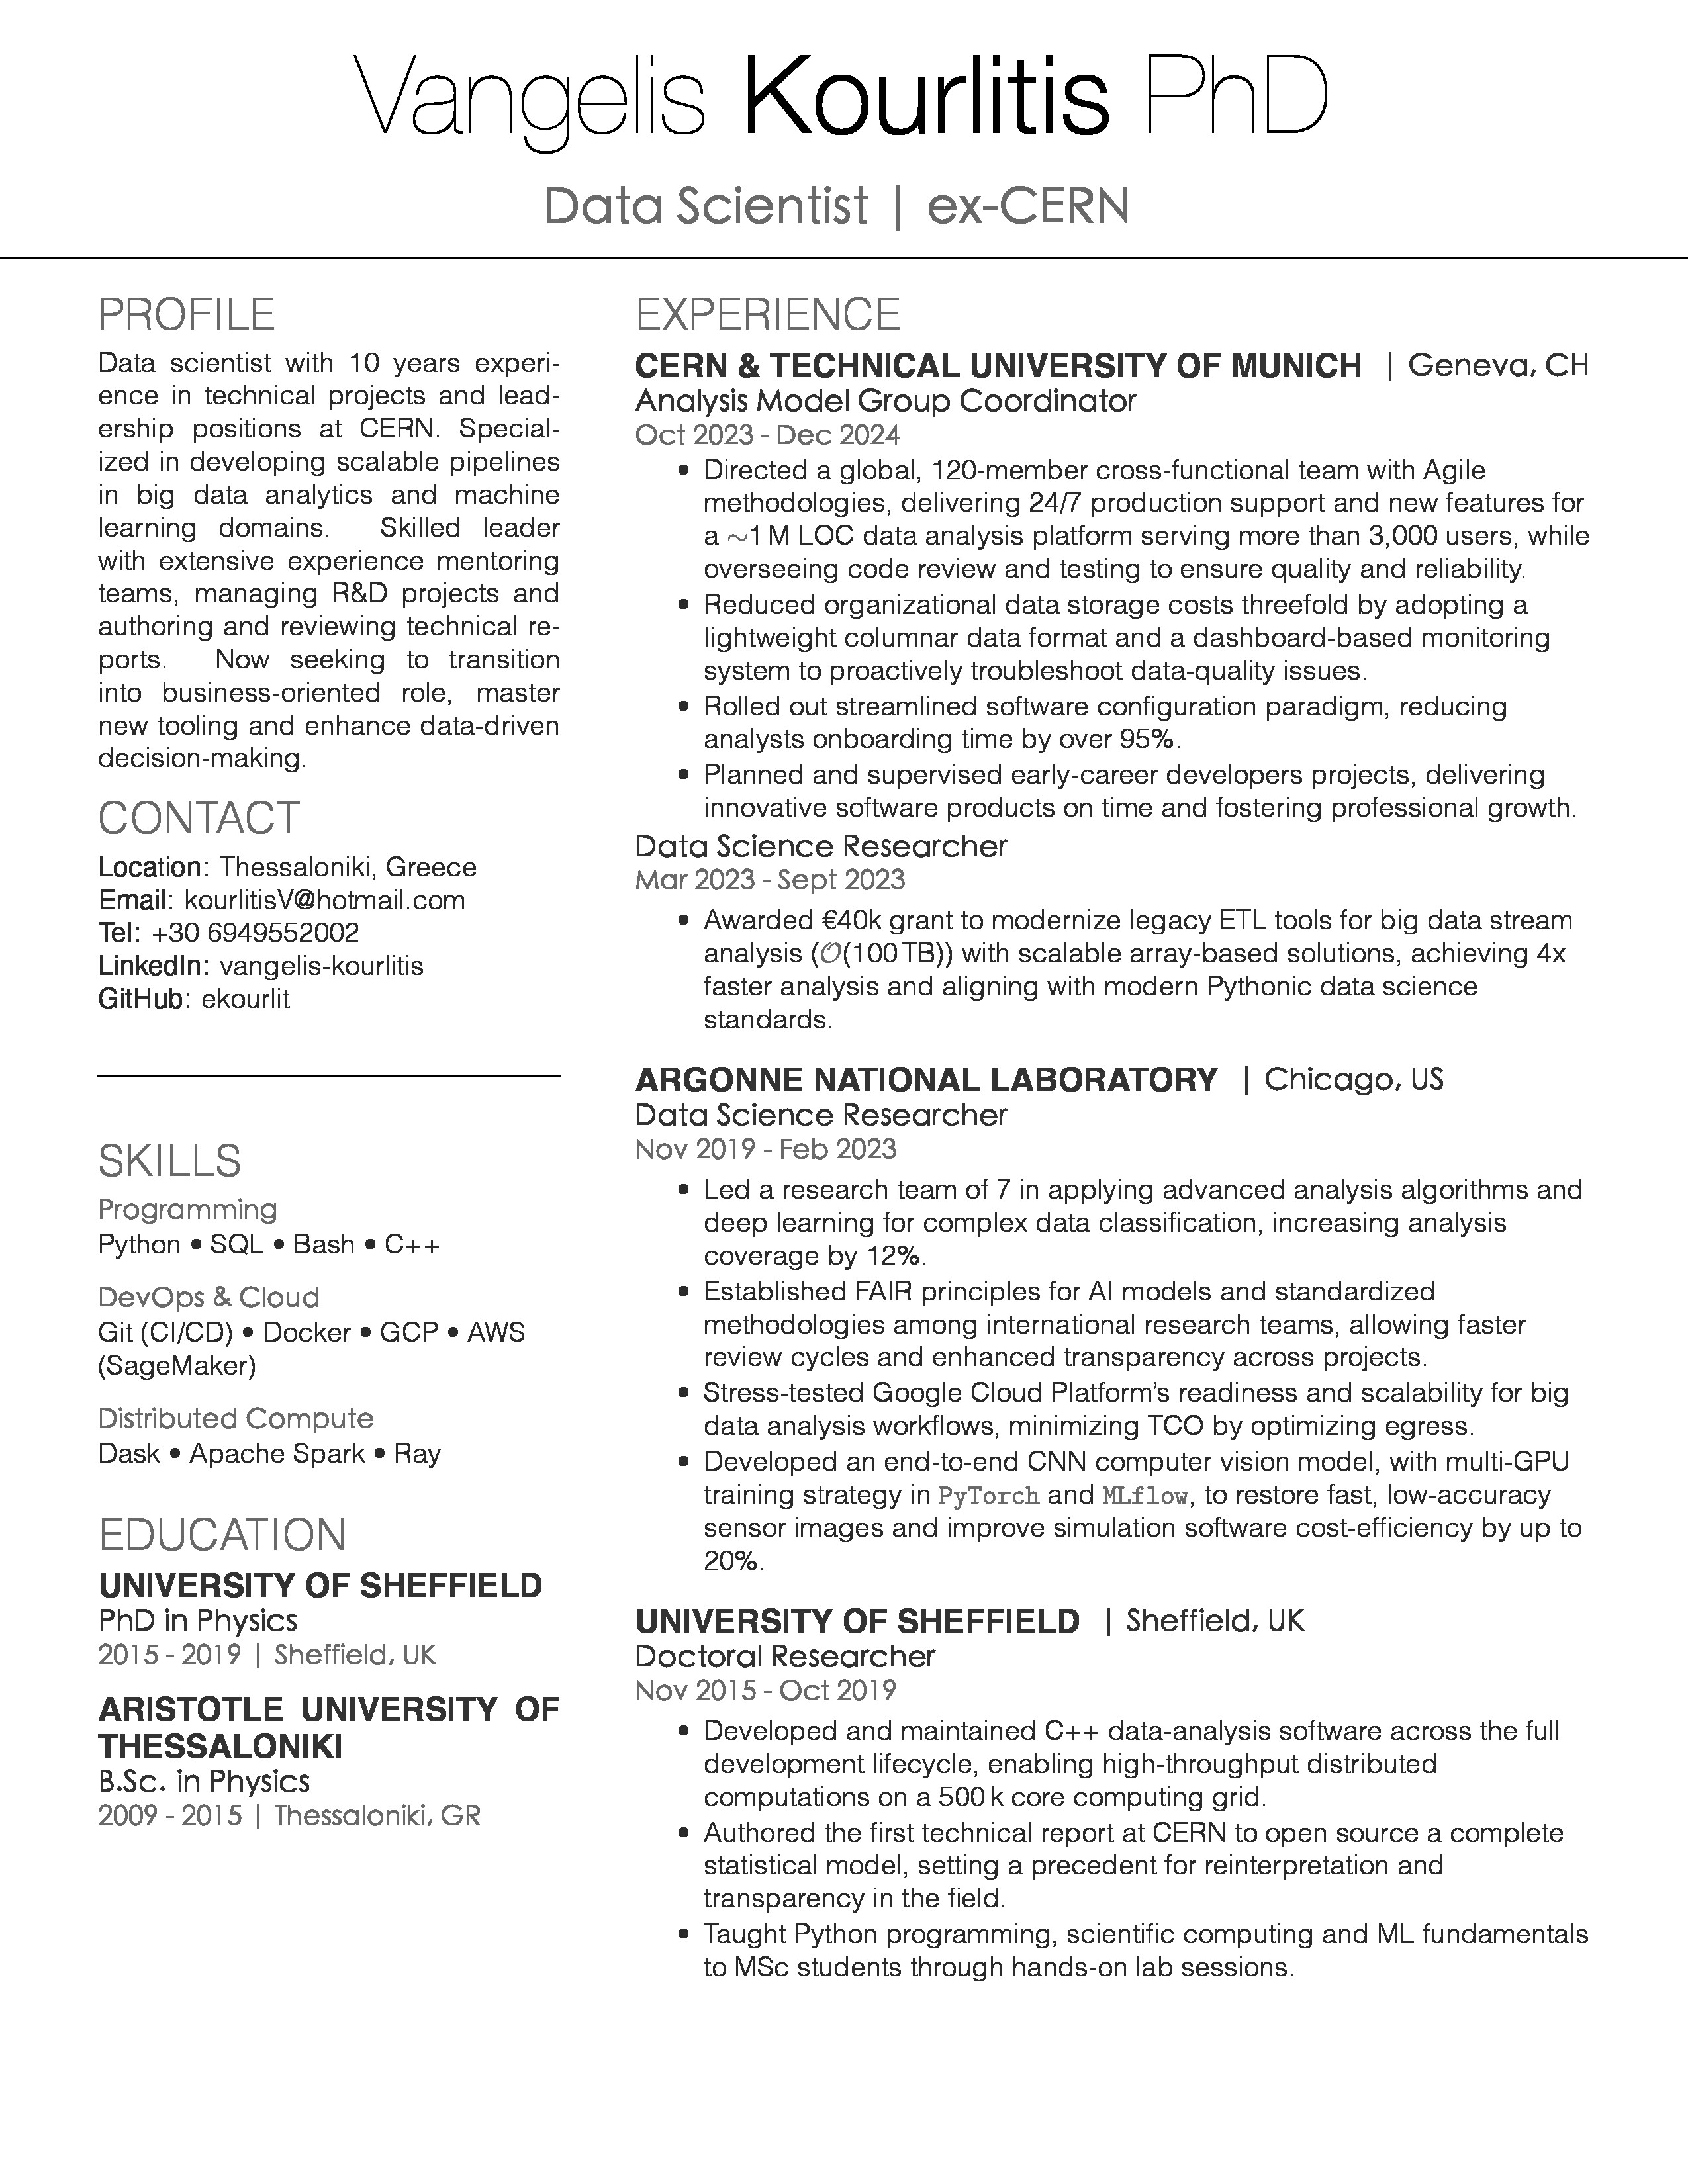 Vangelis Kourlitis PhD
Data Scientist | ex-CERN
PROFILE
Data scientist with 10 years experi-
ence in technical projects and lead-
ership positions at CERN. Special-
ized in developing scalable pipelines
in big data analytics and machine
learning domains. Skilled leader
with extensive experience mentoring
teams, managing R&D projects and
authoring and reviewing technical re-
ports. Now seeking to transition
into business-oriented role, master
new tooling and enhance data-driven
decision-making.
CONTACT
Location: Thessaloniki, Greece
Email: kourlitisV@hotmail.com
Tel: +30 6949552002
LinkedIn: vangelis-kourlitis
GitHub: ekourlit
SKILLS
Programming
Python • SQL • Bash • C++
DevOps & Cloud
Git (CI/CD) • Docker • GCP • AWS
(SageMaker)
Distributed Compute
Dask • Apache Spark • Ray
EDUCATION
UNIVERSITY OF SHEFFIELD
PhD in Physics
2015 - 2019 | Sheffield, UK
ARISTOTLE UNIVERSITY OF
THESSALONIKI
B.Sc. in Physics
2009 - 2015 | Thessaloniki, GR
EXPERIENCE
CERN & TECHNICAL UNIVERSITY OF MUNICH | Geneva, CH
Analysis Model Group Coordinator
Oct 2023 - Dec 2024
• Directed a global, 120-member cross-functional team with Agile
methodologies, delivering 24/7 production support and new features for
a ~1 M LOC data analysis platform serving more than 3,000 users, while
overseeing code review and testing to ensure quality and reliability.
• Reduced organizational data storage costs threefold by adopting a
lightweight columnar data format and a dashboard-based monitoring
system to proactively troubleshoot data-quality issues.
• Rolled out streamlined software configuration paradigm, reducing
analysts onboarding time by over 95%.
• Planned and supervised early-career developers projects, delivering
innovative software products on time and fostering professional growth.
Data Science Researcher
Mar 2023 - Sept 2023
• Awarded €40k grant to modernize legacy ETL tools for big data stream
analysis (𝒪(100 TB)) with scalable array-based solutions, achieving 4x
faster analysis and aligning with modern Pythonic data science
standards.
ARGONNE NATIONAL LABORATORY | Chicago, US
Data Science Researcher
Nov 2019 - Feb 2023
• Led a research team of 7 in applying advanced analysis algorithms and
deep learning for complex data classification, increasing analysis
coverage by 12%.
• Established FAIR principles for AI models and standardized
methodologies among international research teams, allowing faster
review cycles and enhanced transparency across projects.
• Stress-tested Google Cloud Platform's readiness and scalability for big
data analysis workflows, minimizing TCO by optimizing egress.
• Developed an end-to-end CNN computer vision model, with multi-GPU
training strategy in PyTorch and MLflow, to restore fast, low-accuracy
sensor images and improve simulation software cost-efficiency by up to
20%.
UNIVERSITY OF SHEFFIELD | Sheffield, UK
Doctoral Researcher
Nov 2015 - Oct 2019
• Developed and maintained C++ data-analysis software across the full
development lifecycle, enabling high-throughput distributed
computations on a 500 k core computing grid.
• Authored the first technical report at CERN to open source a complete
statistical model, setting a precedent for reinterpretation and
transparency in the field.
• Taught Python programming, scientific computing and ML fundamentals
to MSc students through hands-on lab sessions.